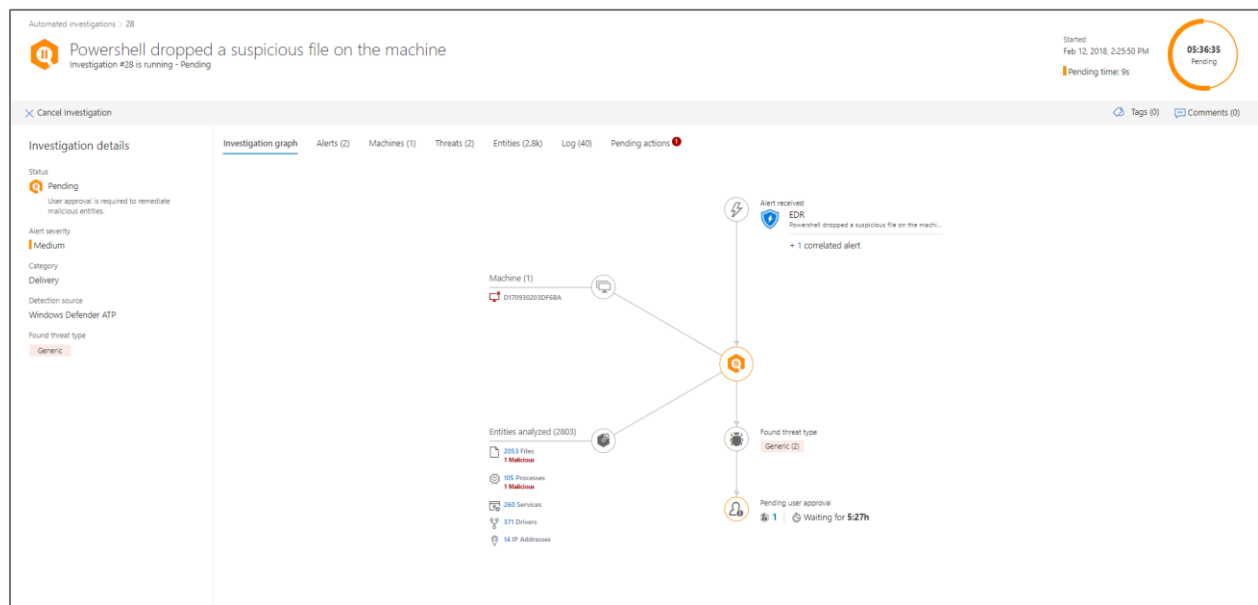 Automated investigations > 28
Powershell dropped a suspicious file on the machine
Investigation #28 is running - Pending
Started
Feb 12, 2018, 2:25:50 PM
Pending time: 9s
05:36:35
Pending
Cancel Investigation
Tags (0)
Comments (0)
Investigation details
Status
Pending
User approval is required to remediate
malicious entities.
Alert severity
Medium
Category
Delivery
Detection source
Windows Defender ATP
Found threat type
Generic
Investigation graph
Alerts (2)
Machines (1)
Threats (2)
Entities (2.8k)
Log (40)
Pending actions 1
Alert received
EDR
Powershell dropped a suspicious file on the machi...
+ 1 correlated alert
Machine (1)
D170930203DF6BA
Entities analyzed (2803)
2053 Files
1 Malicious
105 Processes
1 Malicious
260 Services
371 Drivers
14 IP Addresses
Found threat type
Generic (2)
Pending user approval
1 | Waiting for 5:27h